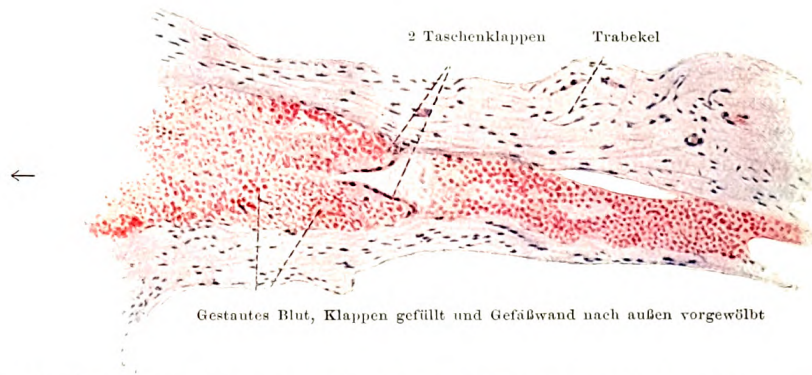 2 Taschenklappen
Trabekel
Gestautes Blut, Klappen gefüllt und Gefäßwand nach außen vorgewölbt